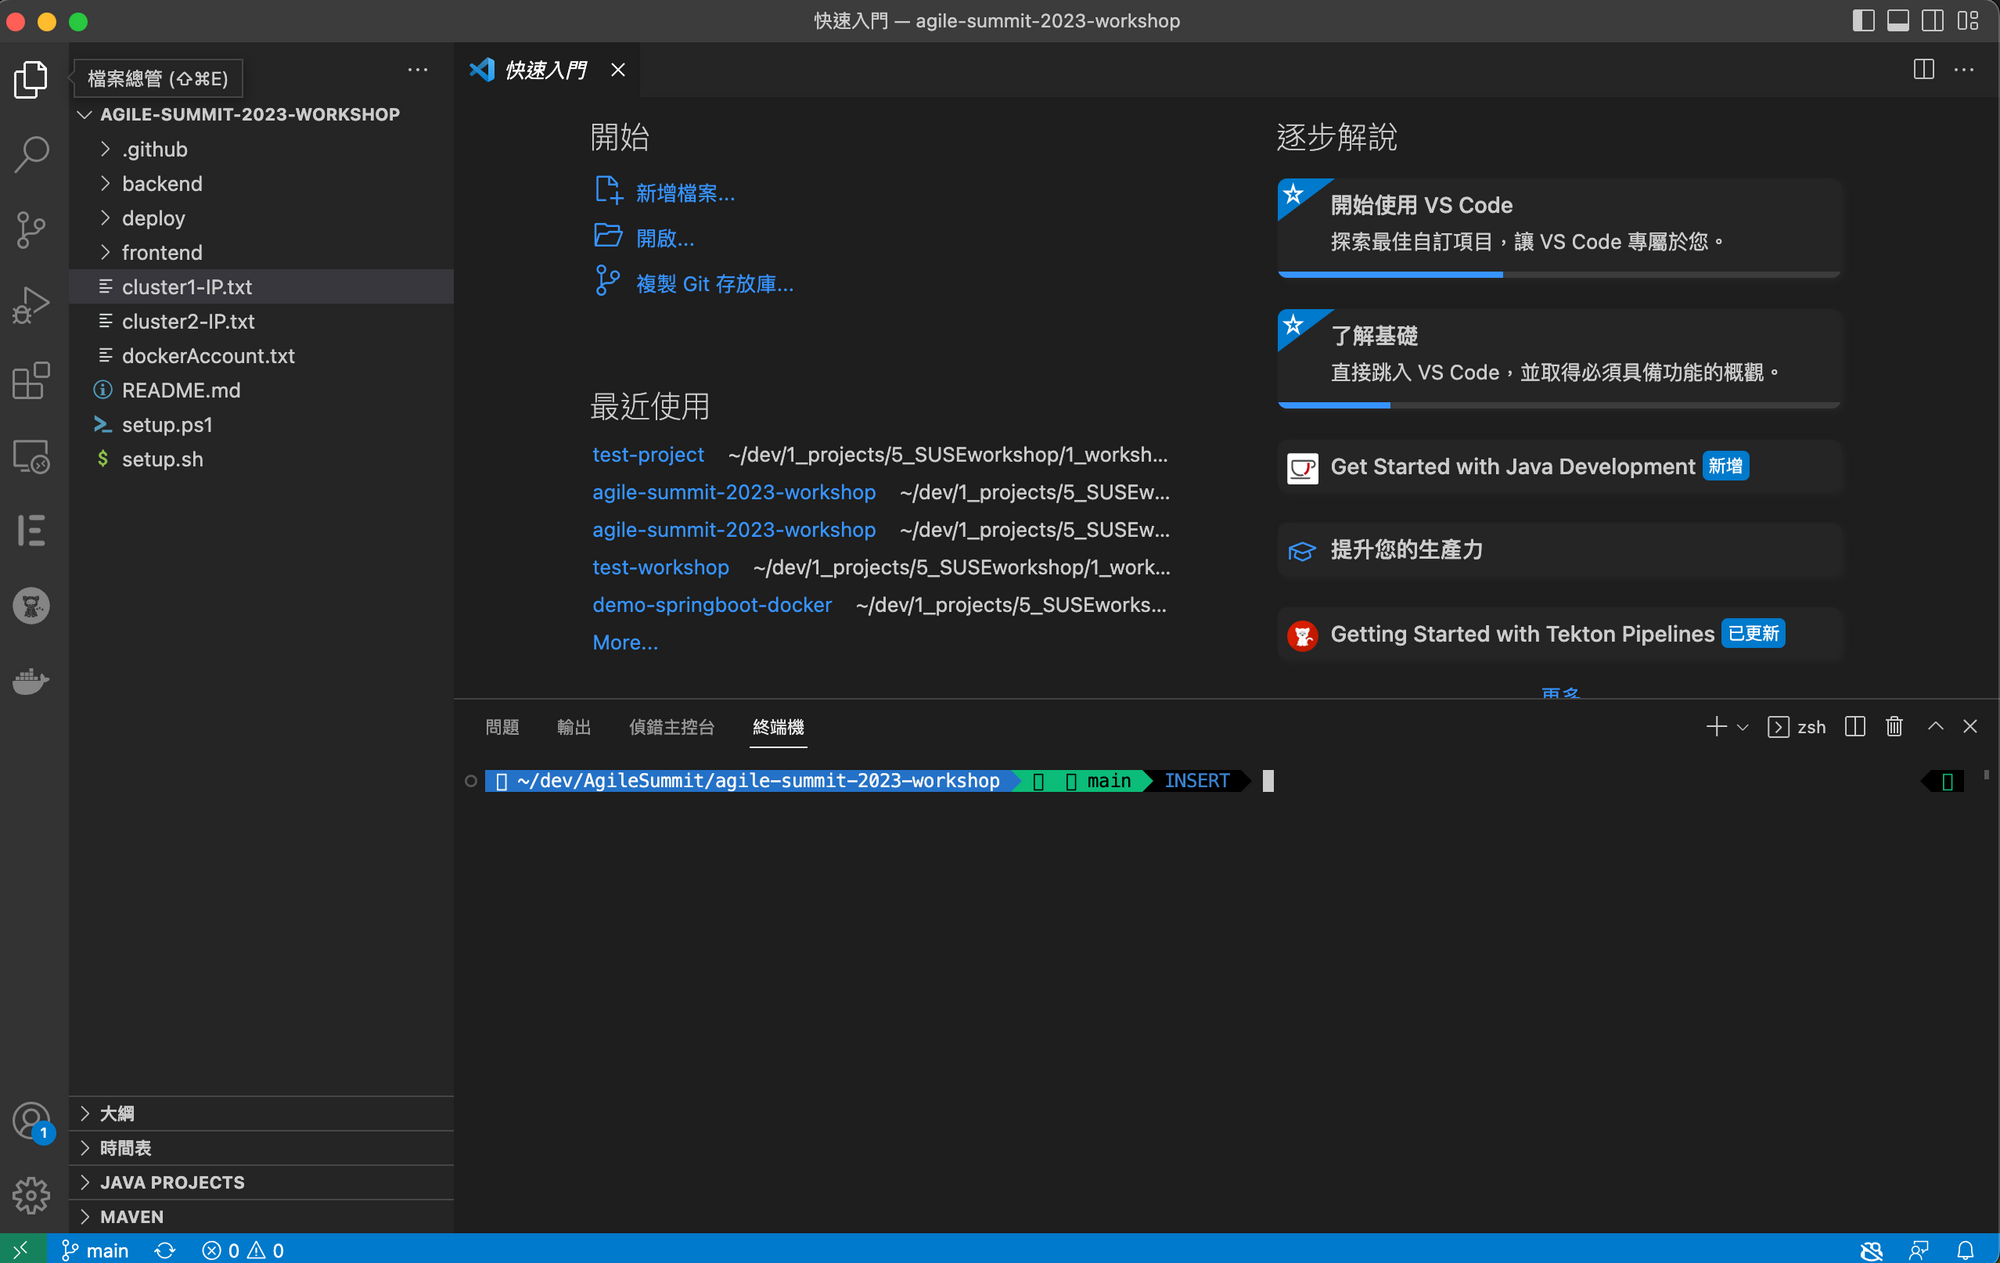 快速入門 — agile-summit-2023-workshop
檔案總管 (⇧⌘E)
AGILE-SUMMIT-2023-WORKSHOP
.github
backend
deploy
frontend
cluster1-IP.txt
cluster2-IP.txt
dockerAccount.txt
README.md
setup.ps1
setup.sh
大綱
時間表
JAVA PROJECTS
MAVEN
快速入門
開始
新增檔案...
開啟...
複製 Git 存放庫...
最近使用
test-project ~/dev/1_projects/5_SUSEworkshop/1_worksh...
agile-summit-2023-workshop ~/dev/1_projects/5_SUSEw...
agile-summit-2023-workshop ~/dev/1_projects/5_SUSEw...
test-workshop ~/dev/1_projects/5_SUSEworkshop/1_work...
demo-springboot-docker ~/dev/1_projects/5_SUSEworks...
More...
逐步解說
開始使用 VS Code
探索最佳自訂項目，讓 VS Code 專屬於您。
了解基礎
直接跳入 VS Code，並取得必須具備功能的概觀。
Get Started with Java Development 新增
提升您的生產力
Getting Started with Tekton Pipelines 已更新
更多
問題 輸出 偵錯主控台 終端機
zsh
~/dev/AgileSummit/agile-summit-2023-workshop main INSERT
1
main 0 0